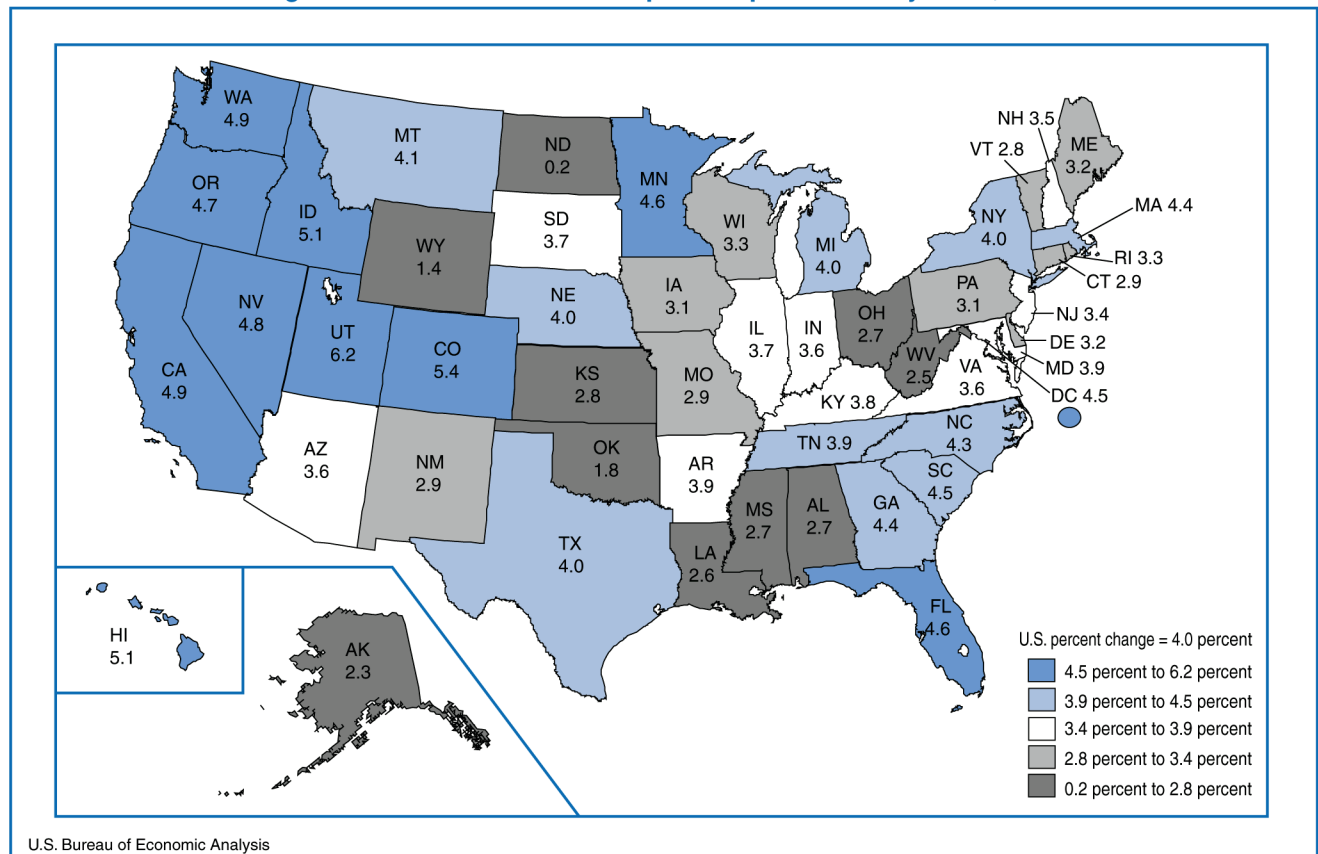 WA
4.9
MT
4.1
ND
0.2
MN
4.6
OR
4.7
ID
5.1
SD
3.7
WI
3.3
MI
4.0
NY
4.0
VT 2.8
NH 3.5
ME
3.2
MA 4.4
RI 3.3
CT 2.9
WY
1.4
NE
4.0
IA
3.1
PA
3.1
NJ 3.4
DE 3.2
MD 3.9
DC 4.5
NV
4.8
UT
6.2
CO
5.4
KS
2.8
MO
2.9
IL
3.7
IN
3.6
OH
2.7
WV
2.5
VA
3.6
KY 3.8
CA
4.9
AZ
3.6
NM
2.9
OK
1.8
AR
3.9
TN 3.9
NC
4.3
SC
4.5
TX
4.0
LA
2.6
MS
2.7
AL
2.7
GA
4.4
FL
4.6
HI
5.1
AK
2.3
U.S. percent change = 4.0 percent
4.5 percent to 6.2 percent
3.9 percent to 4.5 percent
3.4 percent to 3.9 percent
2.8 percent to 3.4 percent
0.2 percent to 2.8 percent
U.S. Bureau of Economic Analysis